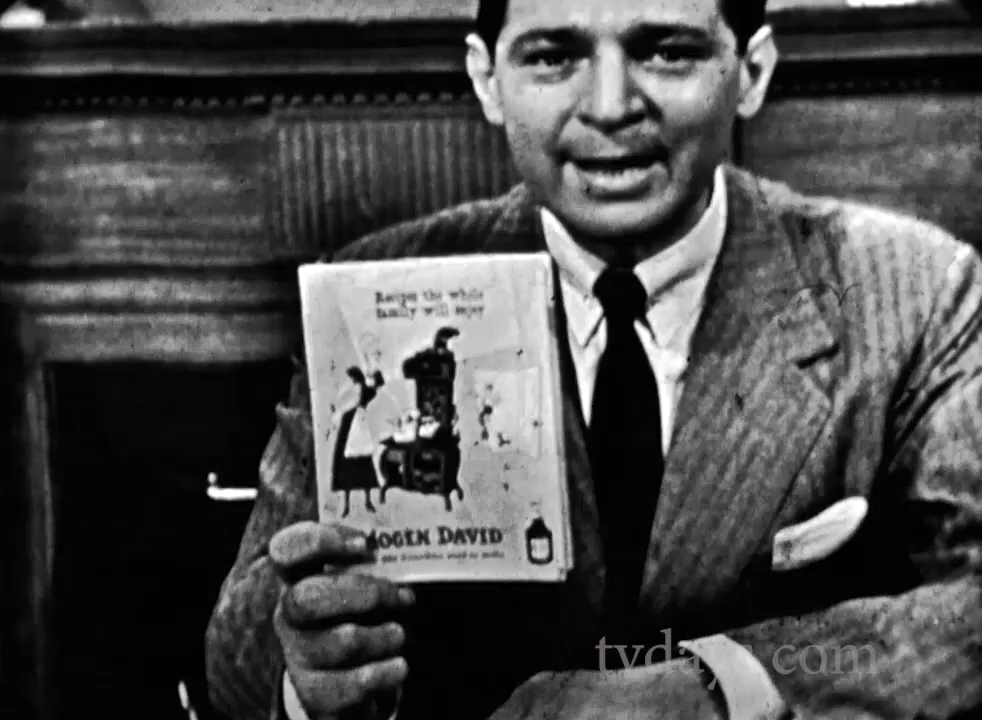 Recipes the whole
family will enjoy
MOGEN DAVID
tvdays.com